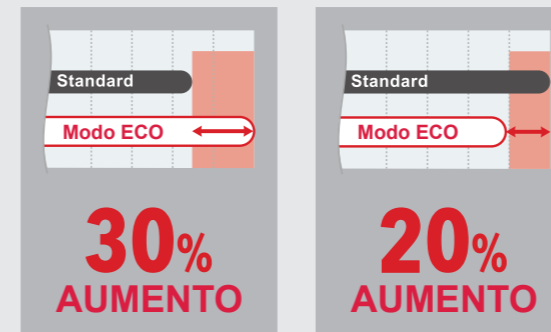 Standard
Modo ECO
30%
AUMENTO
Standard
Modo ECO
20%
AUMENTO